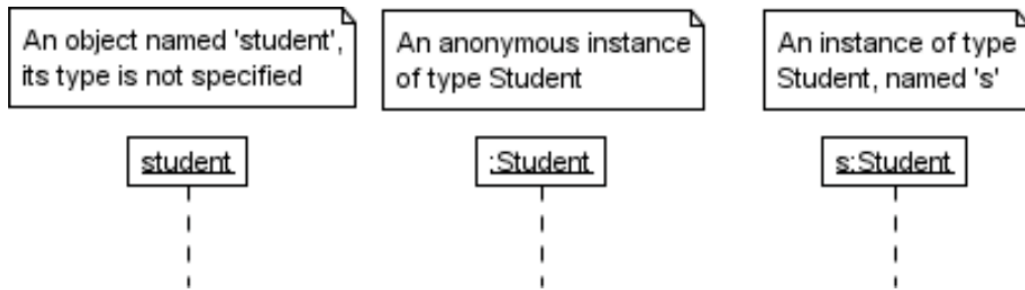 An object named 'student',
its type is not specified
An anonymous instance
of type Student
An instance of type
Student, named 's'
student
:Student
s:Student